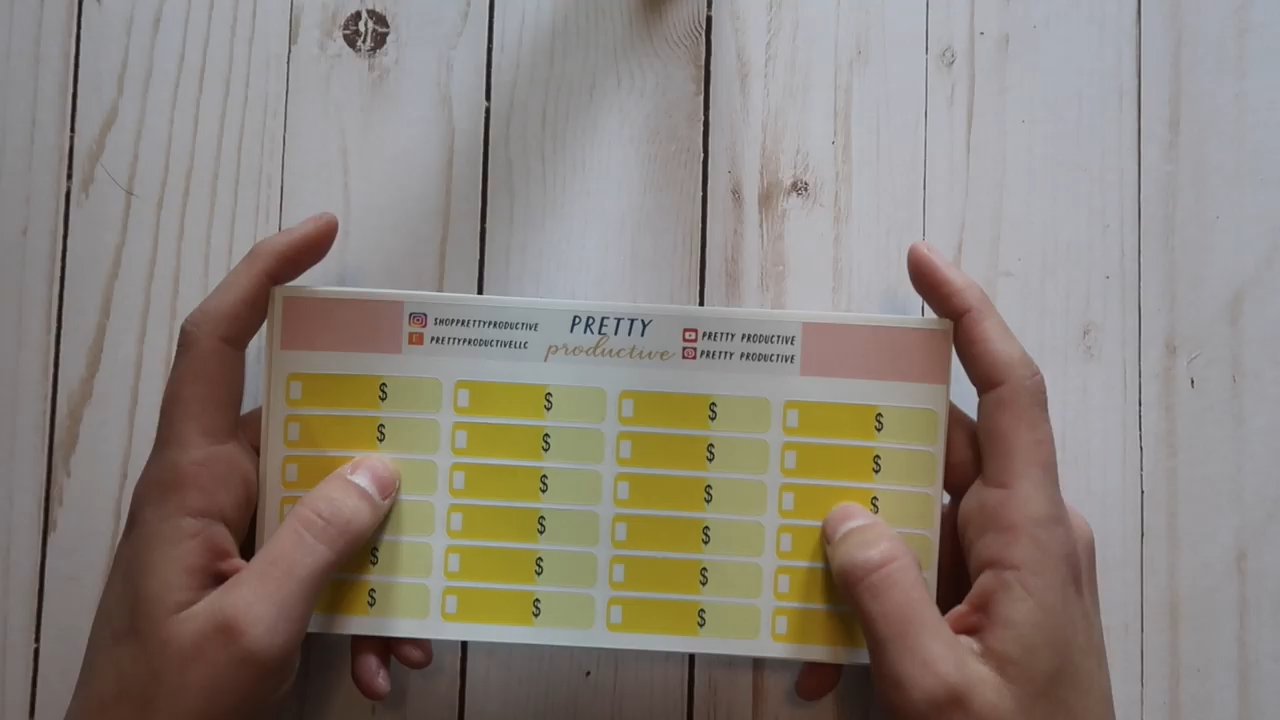 SHOPPRETTYPRODUCTIVE
PRETTYPRODUCTIVELLC
PRETTY
productive
PRETTY PRODUCTIVE
PRETTY PRODUCTIVE
$ $ $ $
$ $ $ $
$ $ $
$ $
$ $ $
$ $ $